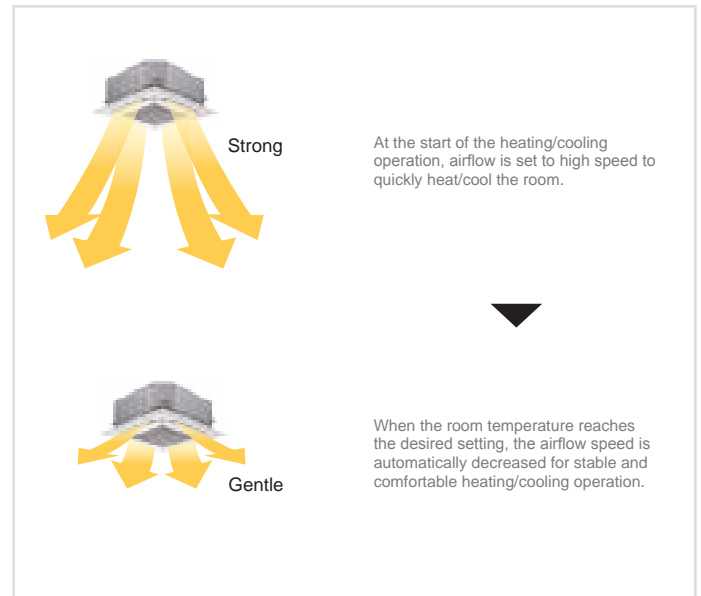 Strong
At the start of the heating/cooling
operation, airflow is set to high speed to
quickly heat/cool the room.
When the room temperature reaches
the desired setting, the airflow speed is
automatically decreased for stable and
comfortable heating/cooling operation.
Gentle